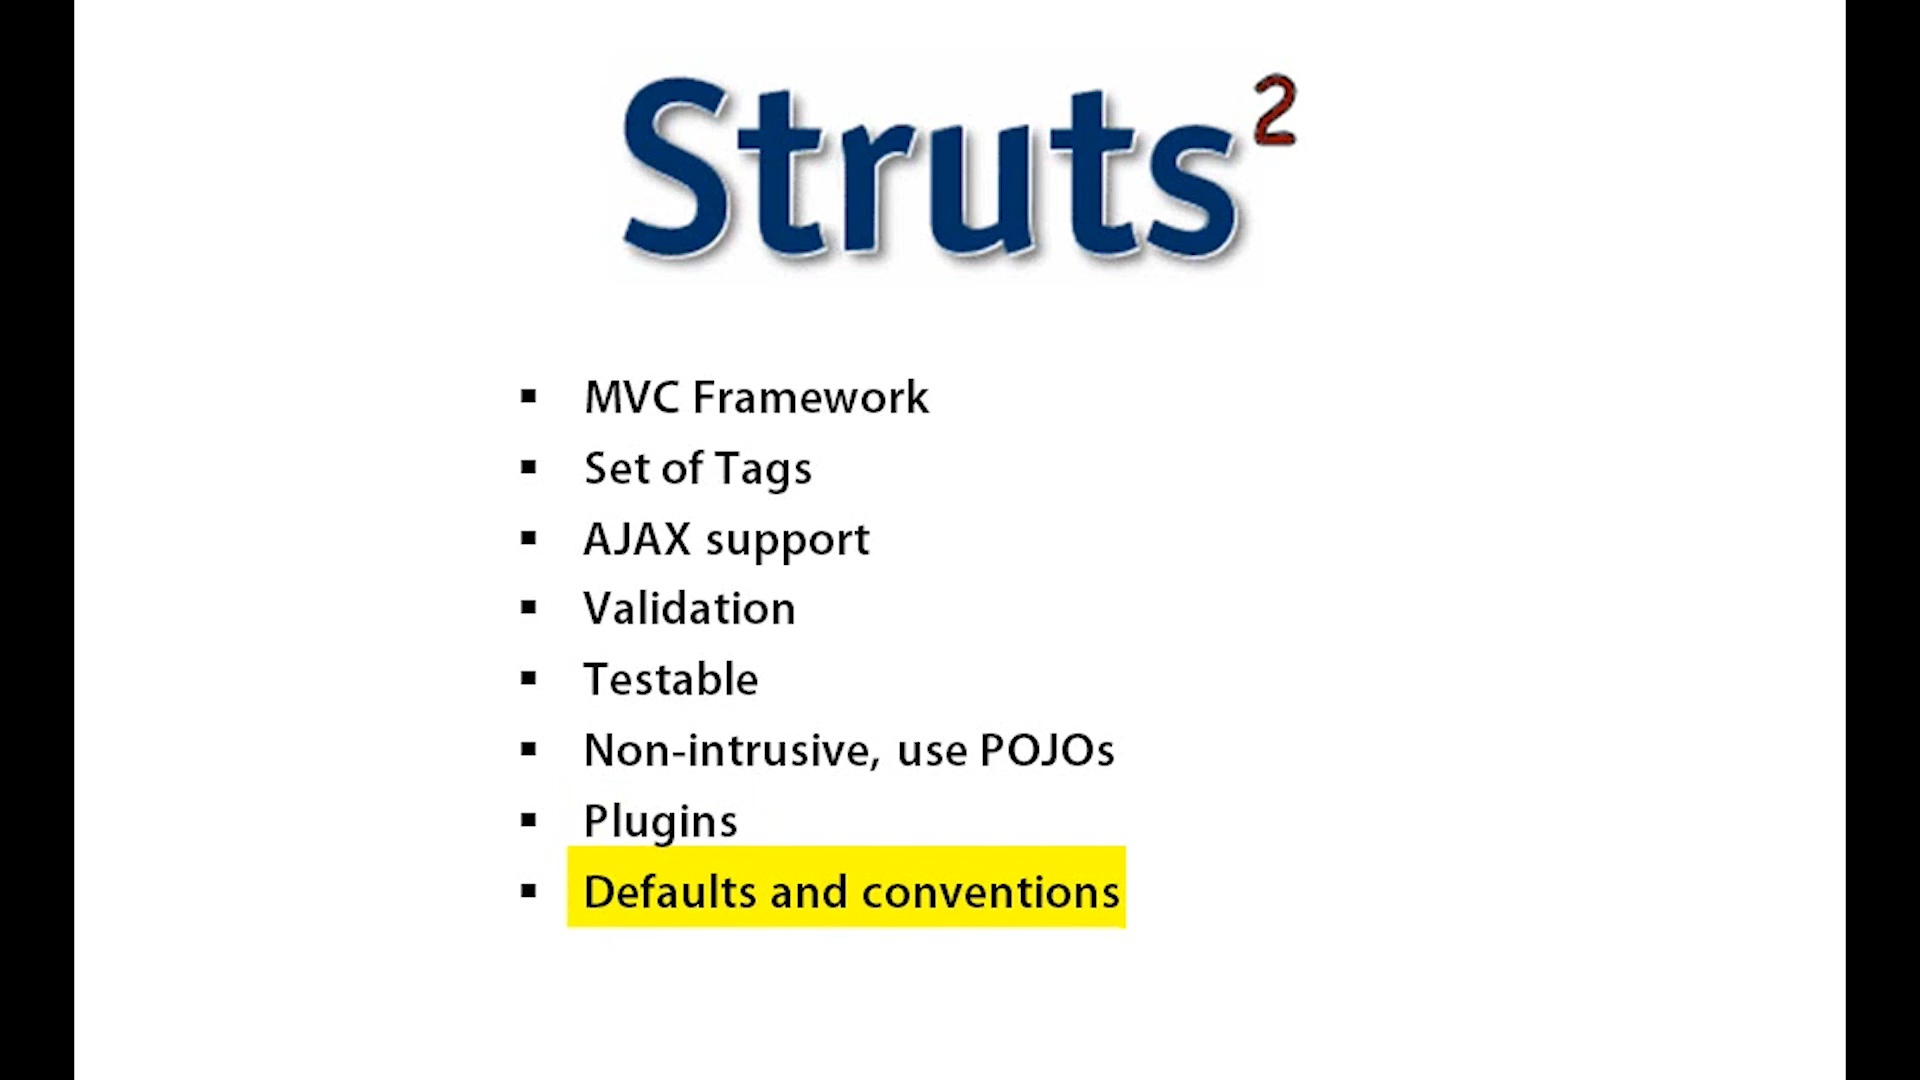 Struts2
▪ MVC Framework
▪ Set of Tags
▪ AJAX support
▪ Validation
▪ Testable
▪ Non-intrusive, use POJOs
▪ Plugins
▪ Defaults and conventions